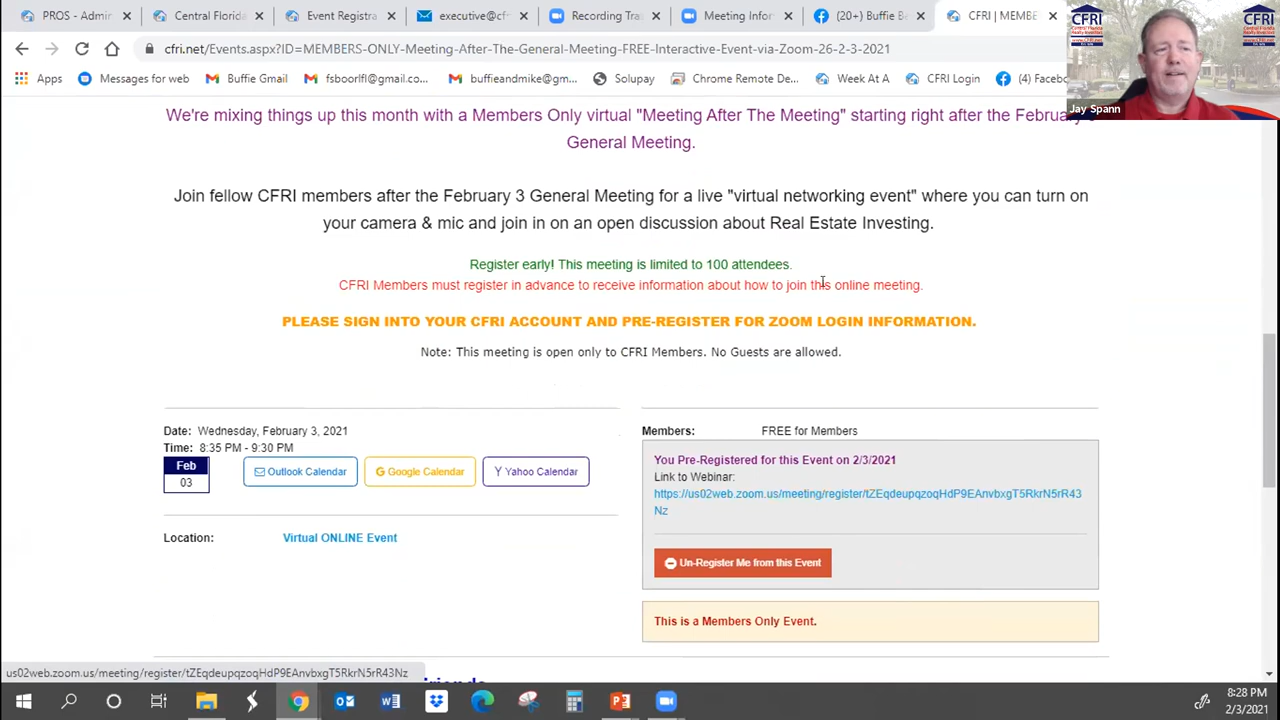 PROS - Admin
Central Florida
Event Registra
executive@cf
Recording Tra
Meeting Infor
(20+) Buffie B
CFRI | MEMBE
cfri.net/Events.aspx?ID=MEMBERS-O
Meeting-After-The-Gen
Meeting-FREE
Interactive-Event-via-Zoom-26-2-3-2021
Apps
Messages for web
Buffie Gmail
fsboorlfl@gmail.co...
buffieandmike@gm...
Solupay
Chrome Remote De...
Week At A
CFRI Login
(4) Facebo
CFRI
CFRI
Jay Spann
We're mixing things up this month with a Members Only virtual "Meeting After The Meeting" starting right after the February 3
General Meeting.
Join fellow CFRI members after the February 3 General Meeting for a live "virtual networking event" where you can turn on
your camera & mic and join in on an open discussion about Real Estate Investing.
Register early! This meeting is limited to 100 attendees.
CFRI Members must register in advance to receive information about how to join this online meeting.
PLEASE SIGN INTO YOUR CFRI ACCOUNT AND PRE-REGISTER FOR ZOOM LOGIN INFORMATION.
Note: This meeting is open only to CFRI Members. No Guests are allowed.
Date: Wednesday, February 3, 2021
Time: 8:35 PM - 9:30 PM
Feb
03
Outlook Calendar
Google Calendar
Yahoo Calendar
Location: Virtual ONLINE Event
Members: FREE for Members
You Pre-Registered for this Event on 2/3/2021
Link to Webinar:
https://us02web.zoom.us/meeting/register/tZEqdeupqzoqHdP9EAnvbxgT5RkrN5rR43
Nz
Un-Register Me from this Event
This is a Members Only Event.
us02web.zoom.us/meeting/register/tZEqdeupqzoqHdP9EAnvbxgT5RkrN5rR43Nz
8:28 PM
2/3/2021